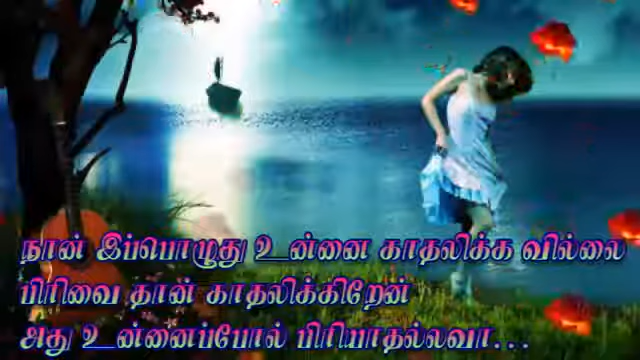 நான் இப்பொழுது உன்னை காதலிக்க வில்லை
பிரிவை தான் காதலிக்கிறேன்
அது உன்னைப்போல் பிரியாதல்லவா...